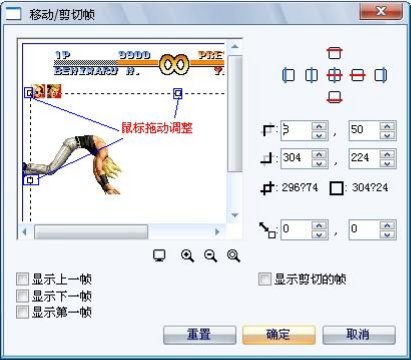 移动/剪切帧
1P 9900 PRE
BENIMARU N.
鼠标拖动调整
: 3 , 50
: 304 , 224
: 296?74 : 304?24
: 0 , 0
显示上一帧
显示剪切的帧
显示下一帧
显示第一帧
重置 确定 取消